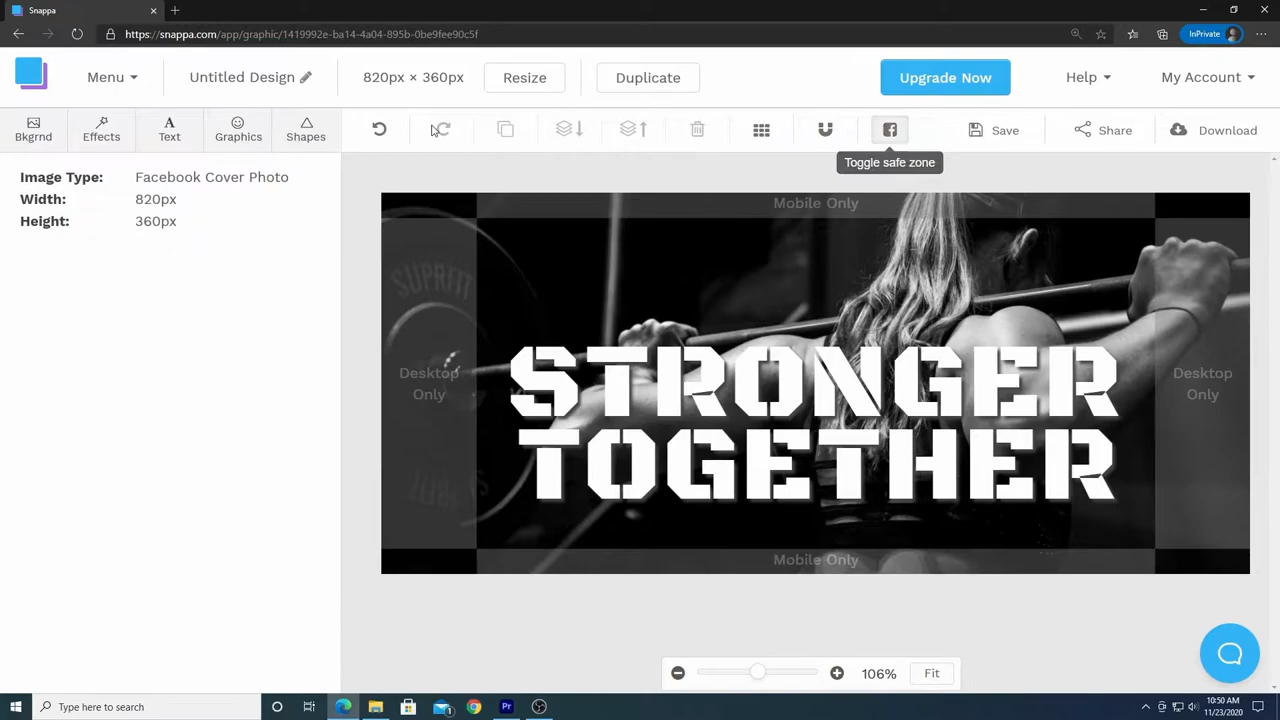 Snappa
https://snappa.com/app/graphic/1419992e-ba14-4a04-895b-0be9fee90c5f
InPrivate
Menu
Untitled Design
820px × 360px
Resize
Duplicate
Upgrade Now
Help
My Account
Bkgrnd
Effects
Text
Graphics
Shapes
Save
Share
Download
Toggle safe zone
Image Type: Facebook Cover Photo
Width: 820px
Height: 360px
Mobile Only
SUPRITT
Desktop
Only
Desktop
Only
STRONGER
TOGETHER
Mobile Only
106%
Fit
Type here to search
10:50 AM
11/23/2020